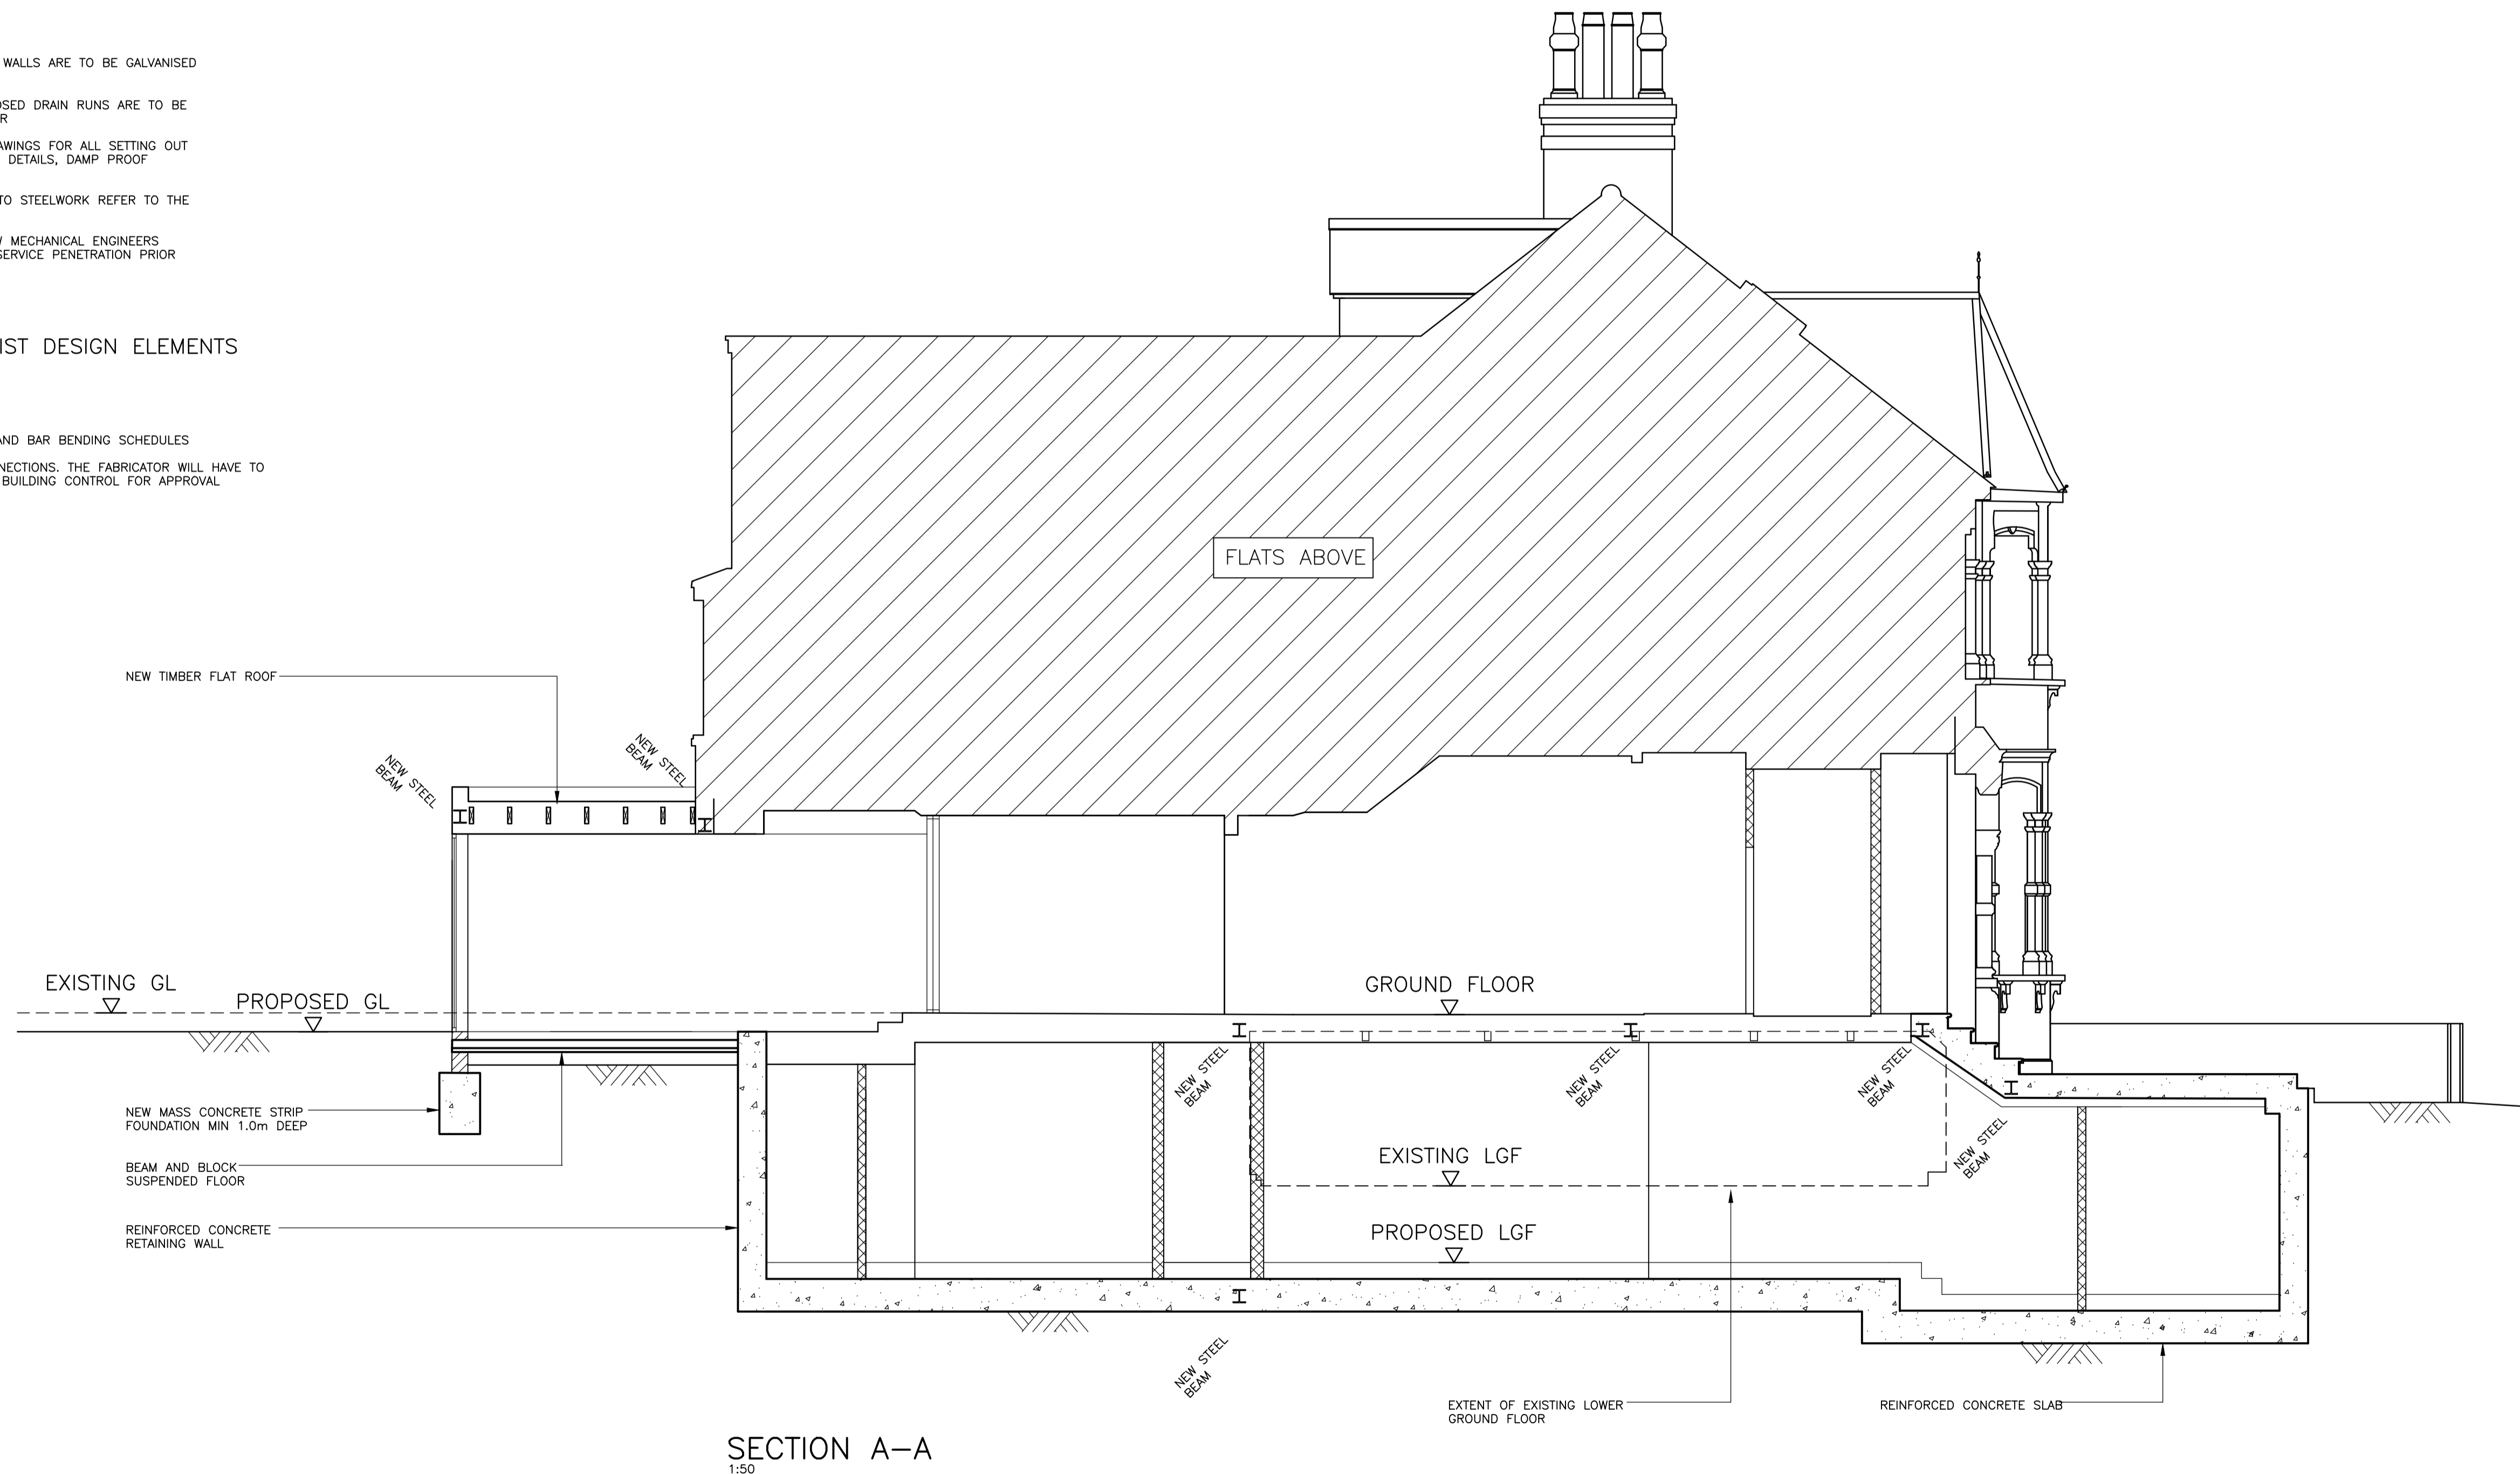 WALLS ARE TO BE GALVANISED
DRAIN RUNS ARE TO BE
FOR ALL SETTING OUT
DETAILS, DAMP PROOF
TO STEELWORK REFER TO THE
MECHANICAL ENGINEERS
SERVICE PENETRATION PRIOR
DESIGN ELEMENTS
AND BAR BENDING SCHEDULES
THE FABRICATOR WILL HAVE TO
BUILDING CONTROL FOR APPROVAL
FLATS ABOVE
NEW TIMBER FLAT ROOF
NEW STEEL
BEAM
NEW STEEL
BEAM
EXISTING GL
PROPOSED GL
GROUND FLOOR
NEW STEEL
BEAM
NEW STEEL
BEAM
NEW STEEL
BEAM
NEW STEEL
BEAM
NEW MASS CONCRETE STRIP
FOUNDATION MIN 1.0m DEEP
BEAM AND BLOCK
SUSPENDED FLOOR
EXISTING LGF
REINFORCED CONCRETE
RETAINING WALL
PROPOSED LGF
NEW STEEL
BEAM
EXTENT OF EXISTING LOWER
GROUND FLOOR
REINFORCED CONCRETE SLAB
SECTION A-A
1:50